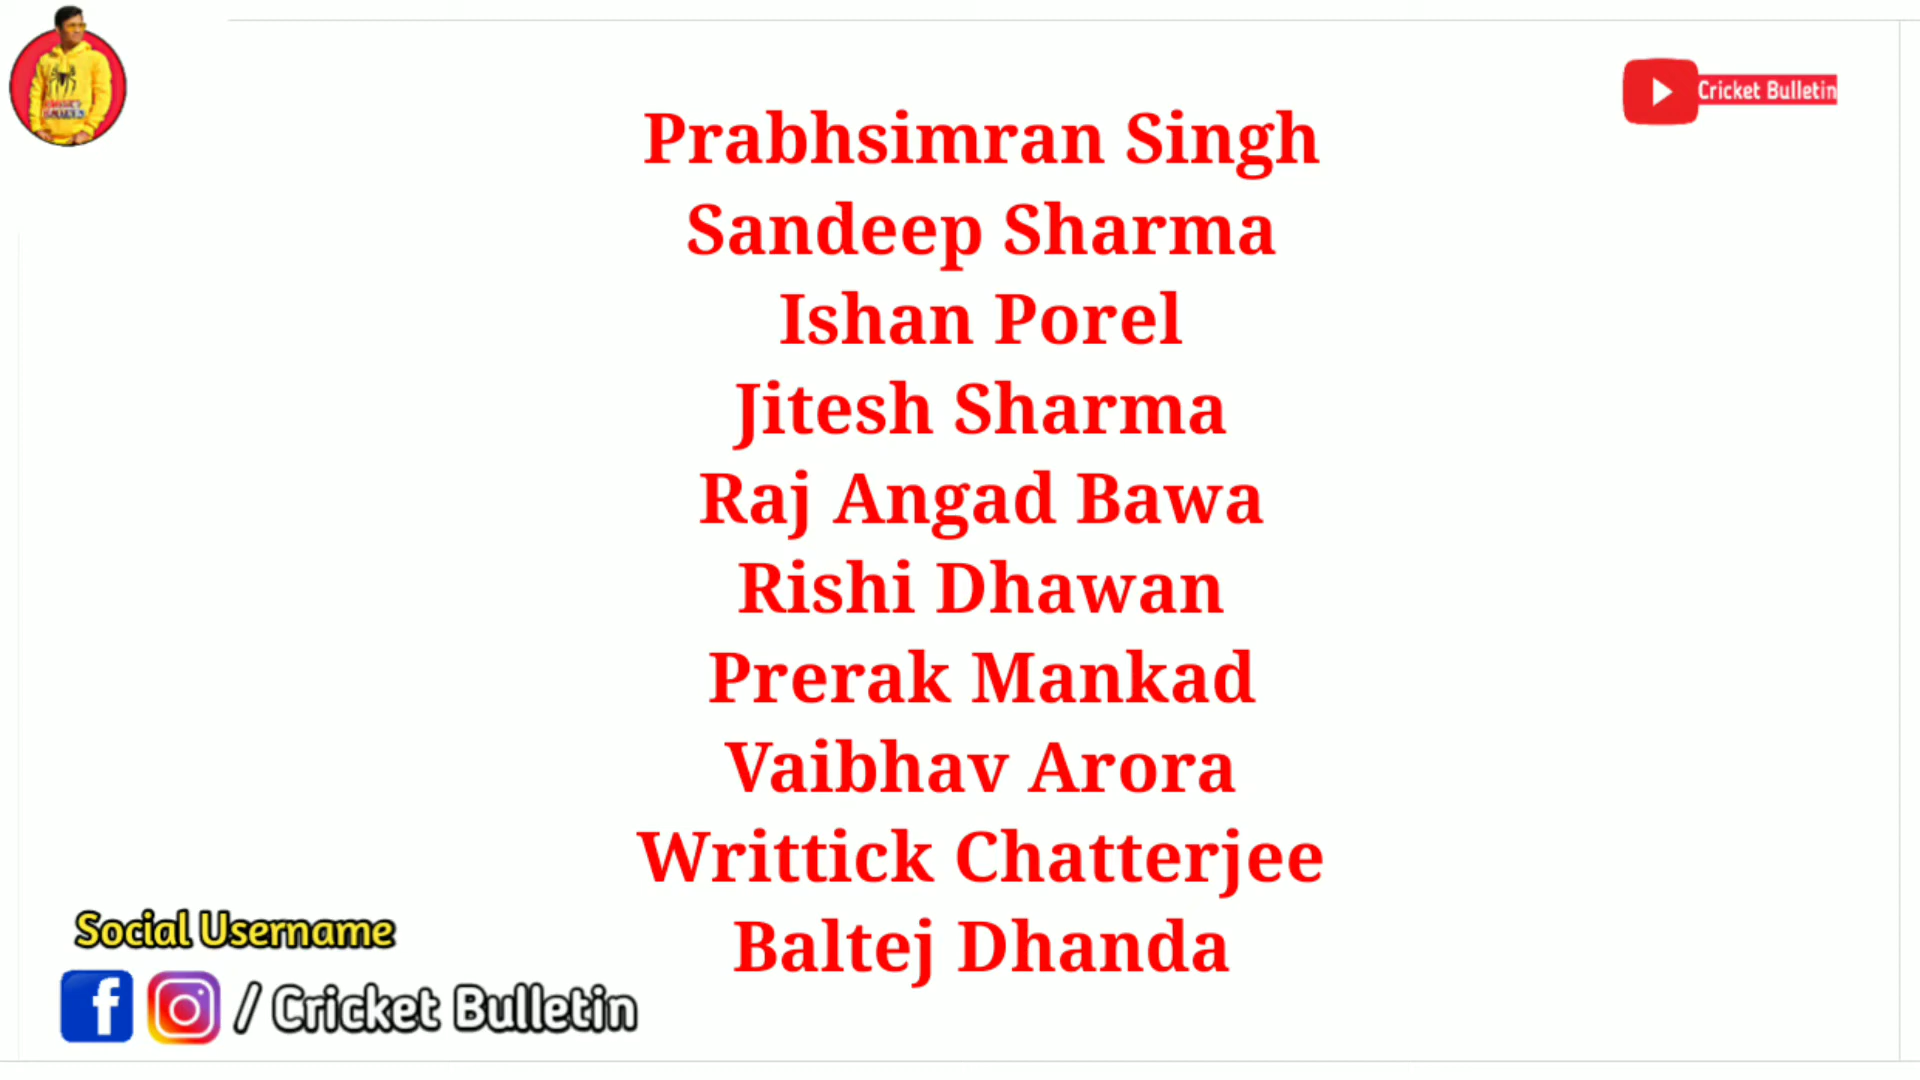 Cricket Bulletin
Prabhsimran Singh
Sandeep Sharma
Ishan Porel
Jitesh Sharma
Raj Angad Bawa
Rishi Dhawan
Prerak Mankad
Vaibhav Arora
Writtick Chatterjee
Baltej Dhanda
Social Username
/ Cricket Bulletin